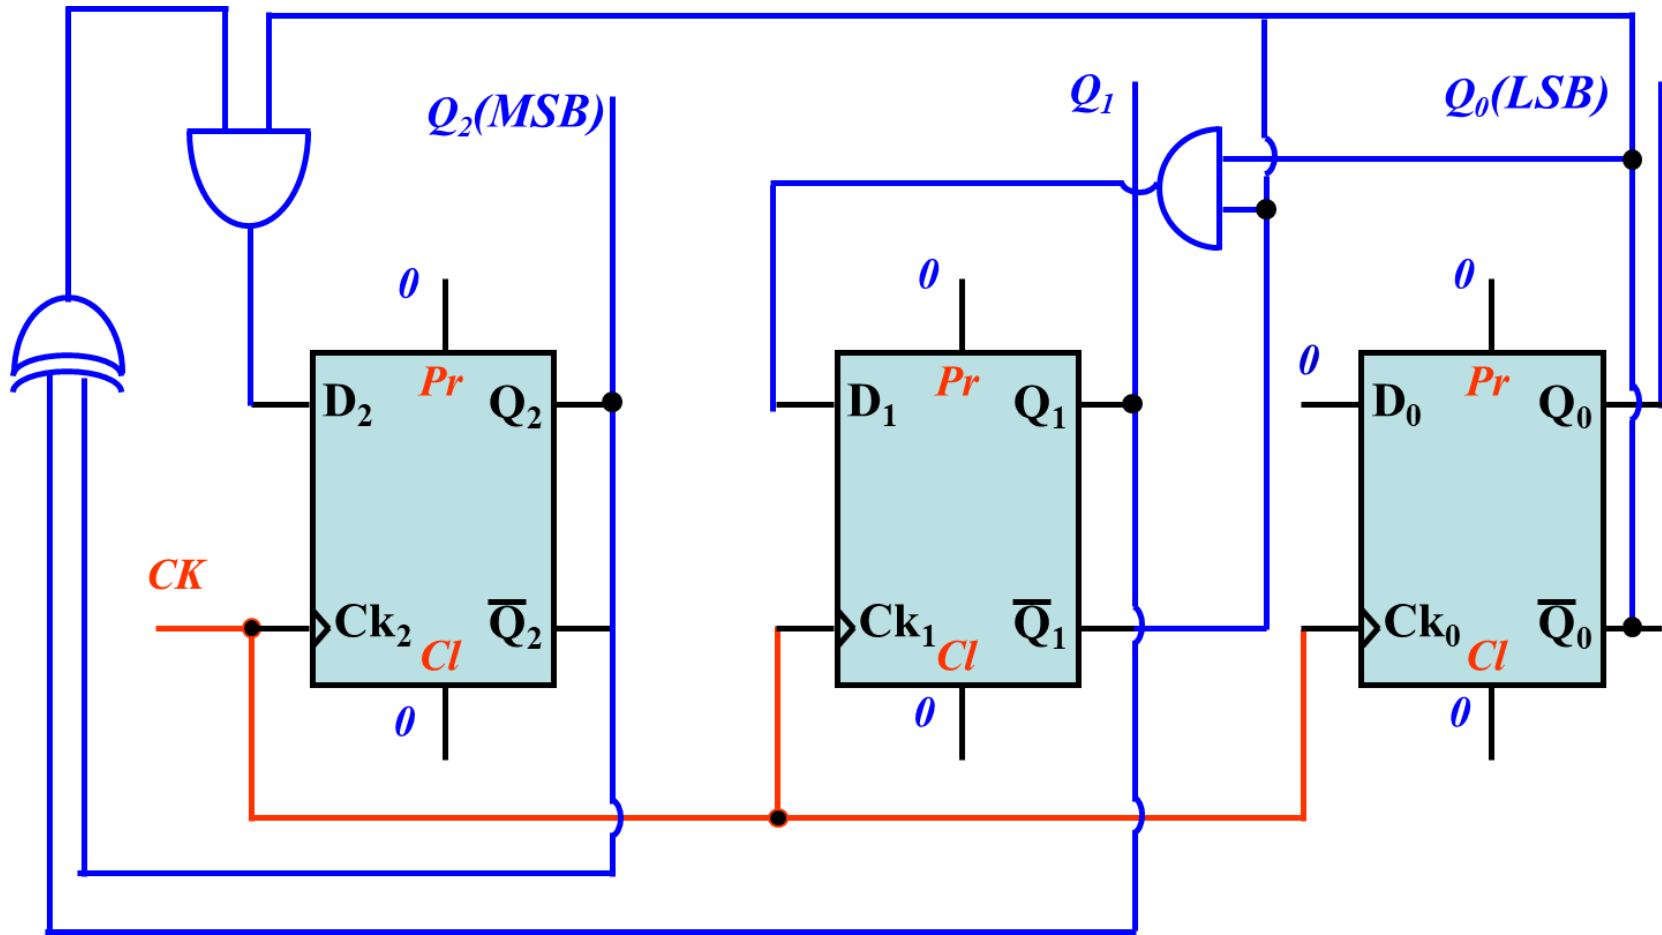 Q₂(MSB)
Q₁
Q₀(LSB)
0
0
0
0
Pr
Pr
Pr
D₂
Q₂
D₁
Q₁
D₀
Q₀
CK
Ck₂
Q̅₂
Ck₁
Q̅₁
Ck₀
Q̅₀
Cl
Cl
Cl
0
0
0